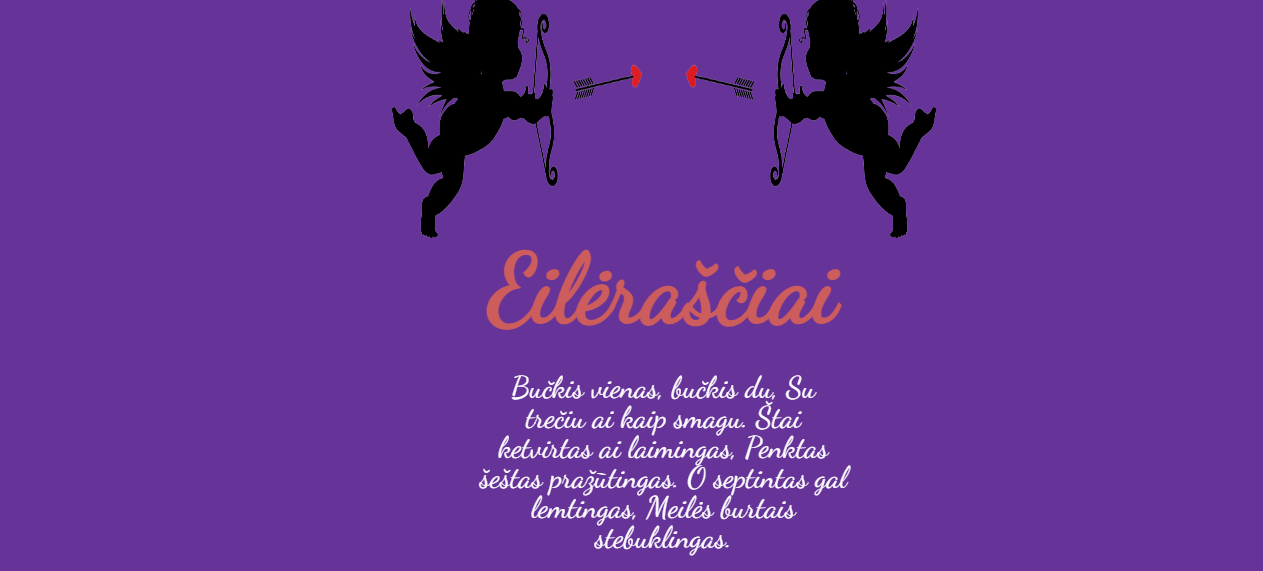 Eilėraščiai
Bučkis vienas, bučkis du, Su
trečiu ai kaip smagu. Štai
ketvirtas ai laimingas, Penktas
šeštas pražūtingas. O septintas gal
lemtingas, Meilės burtais
stebuklingas.